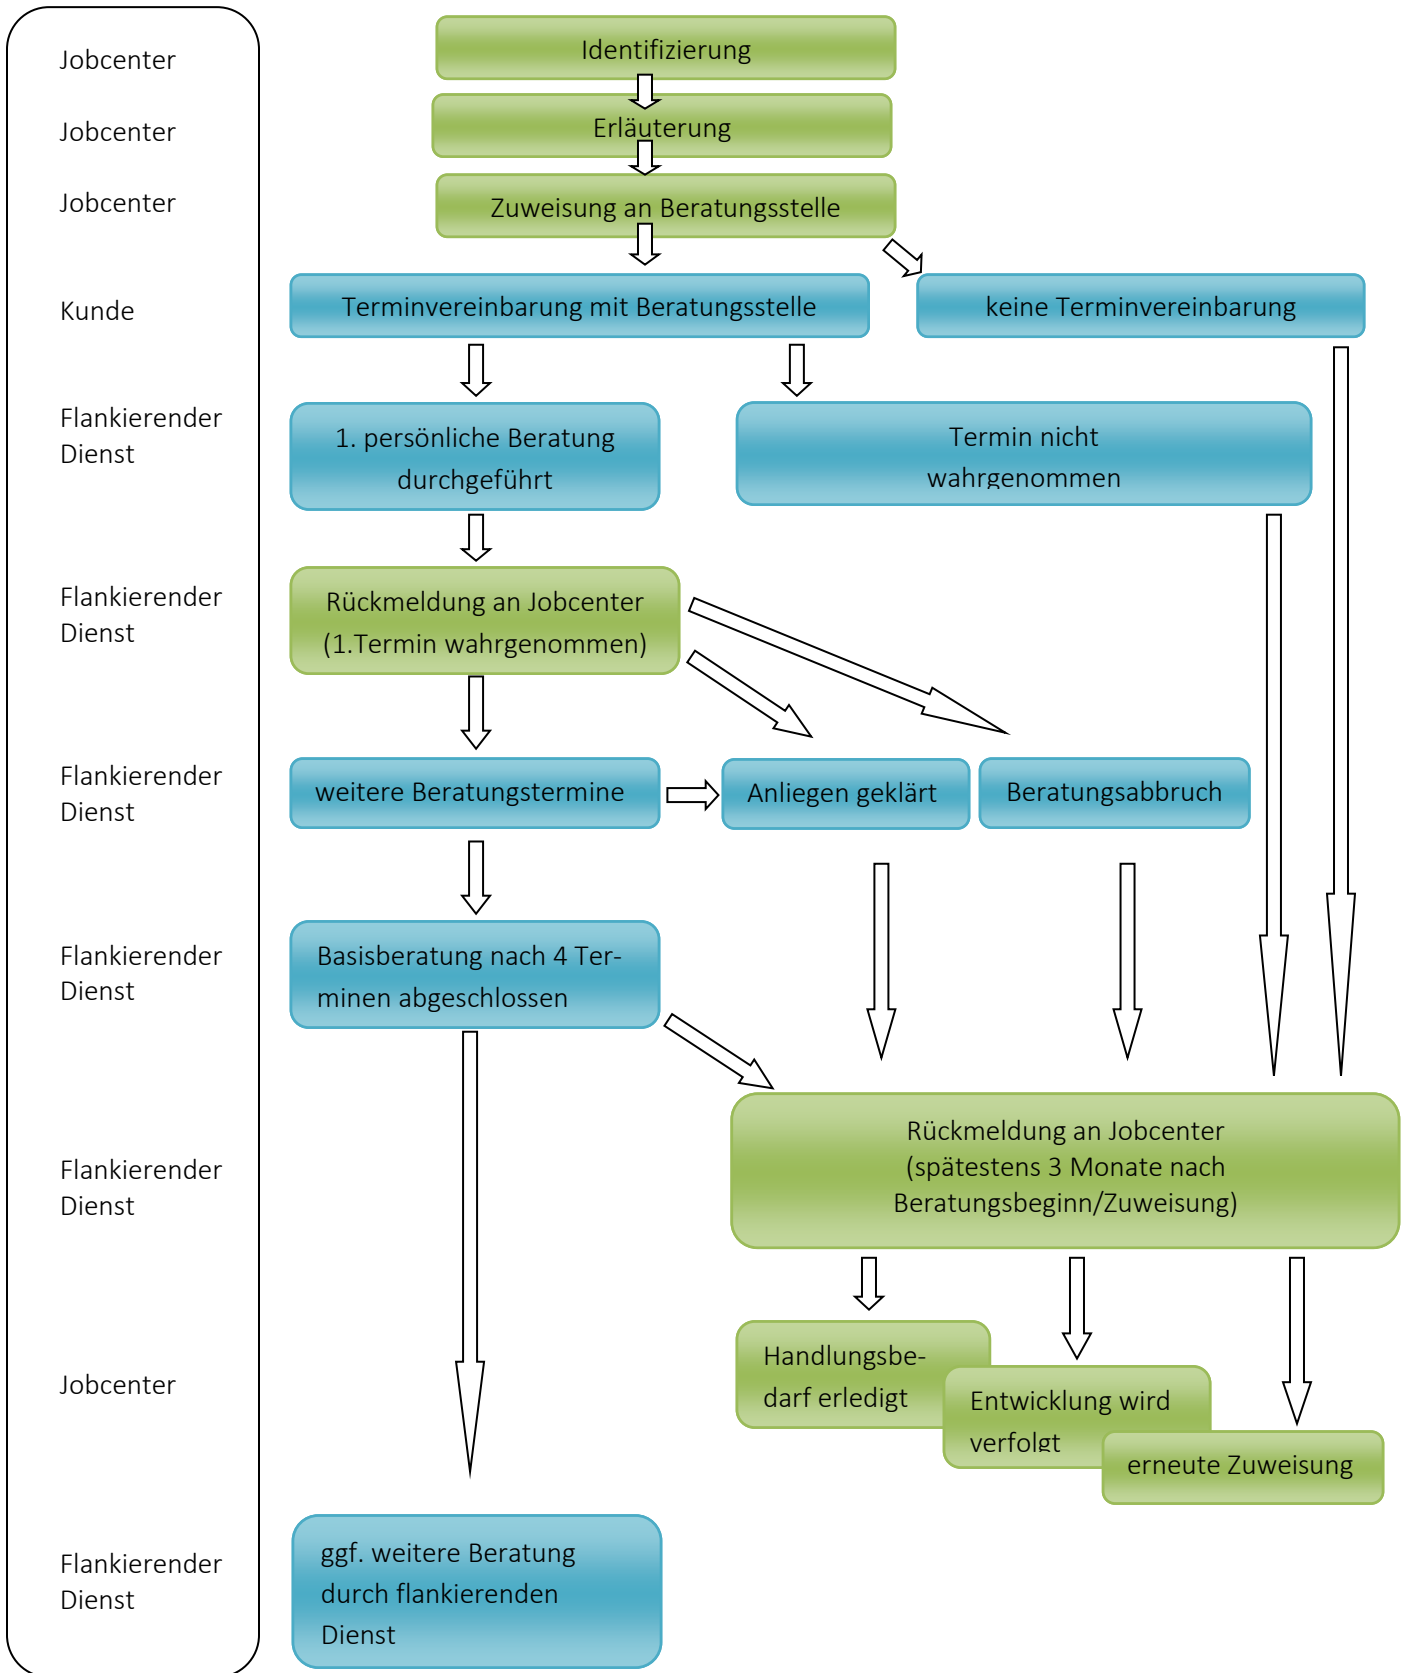 Jobcenter
Identifizierung
Jobcenter
Erläuterung
Jobcenter
Zuweisung an Beratungsstelle
Kunde
Terminvereinbarung mit Beratungsstelle
keine Terminvereinbarung
Flankierender
Dienst
1. persönliche Beratung
durchgeführt
Termin nicht
wahrgenommen
Flankierender
Dienst
Rückmeldung an Jobcenter
(1.Termin wahrgenommen)
Flankierender
Dienst
weitere Beratungstermine
Anliegen geklärt
Beratungsabbruch
Flankierender
Dienst
Basisberatung nach 4 Ter-
minen abgeschlossen
Flankierender
Dienst
Rückmeldung an Jobcenter
(spätestens 3 Monate nach
Beratungsbeginn/Zuweisung)
Jobcenter
Handlungsbe-
darf erledigt
Entwicklung wird
verfolgt
erneute Zuweisung
Flankierender
Dienst
ggf. weitere Beratung
durch flankierenden
Dienst